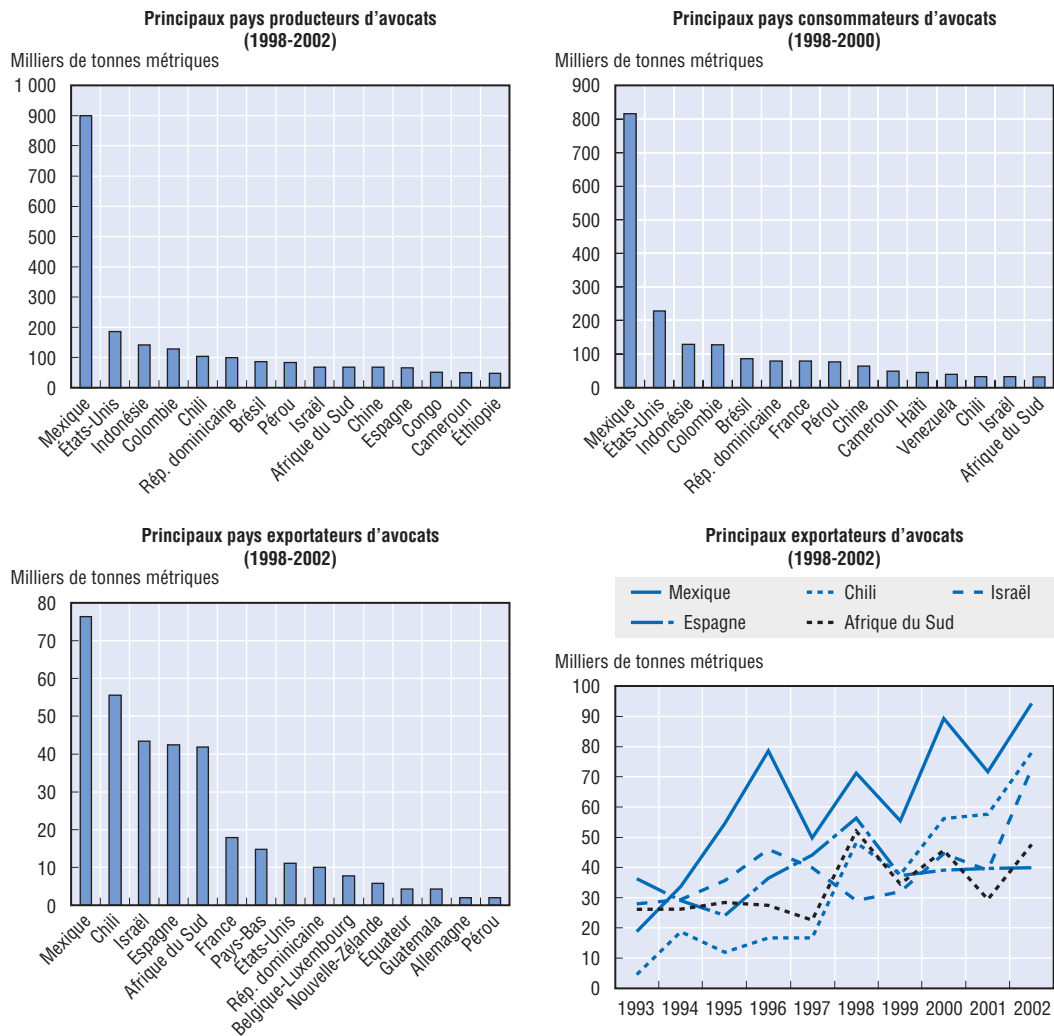 Principaux pays producteurs d'avocats
(1998-2002)
Milliers de tonnes métriques
1 000
900
800
700
600
500
400
300
200
100
0
Mexique
États-Unis
Indonésie
Colombie
Chili
Rép. dominicaine
Brésil
Pérou
Israël
Afrique du Sud
Chine
Espagne
Congo
Cameroun
Éthiopie
Principaux pays consommateurs d'avocats
(1998-2000)
Milliers de tonnes métriques
900
800
700
600
500
400
300
200
100
0
Mexique
États-Unis
Indonésie
Colombie
Brésil
Rép. dominicaine
France
Pérou
Chine
Cameroun
Haïti
Venezuela
Chili
Israël
Afrique du Sud
Principaux pays exportateurs d'avocats
(1998-2002)
Milliers de tonnes métriques
80
70
60
50
40
30
20
10
0
Mexique
Chili
Israël
Espagne
Afrique du Sud
France
Pays-Bas
États-Unis
Rép. dominicaine
Belgique-Luxembourg
Nouvelle-Zélande
Équateur
Guatemala
Allemagne
Pérou
Principaux exportateurs d'avocats
(1998-2002)
Mexique Chili Israël
Espagne Afrique du Sud
Milliers de tonnes métriques
100
90
80
70
60
50
40
30
20
10
0
1993 1994 1995 1996 1997 1998 1999 2000 2001 2002